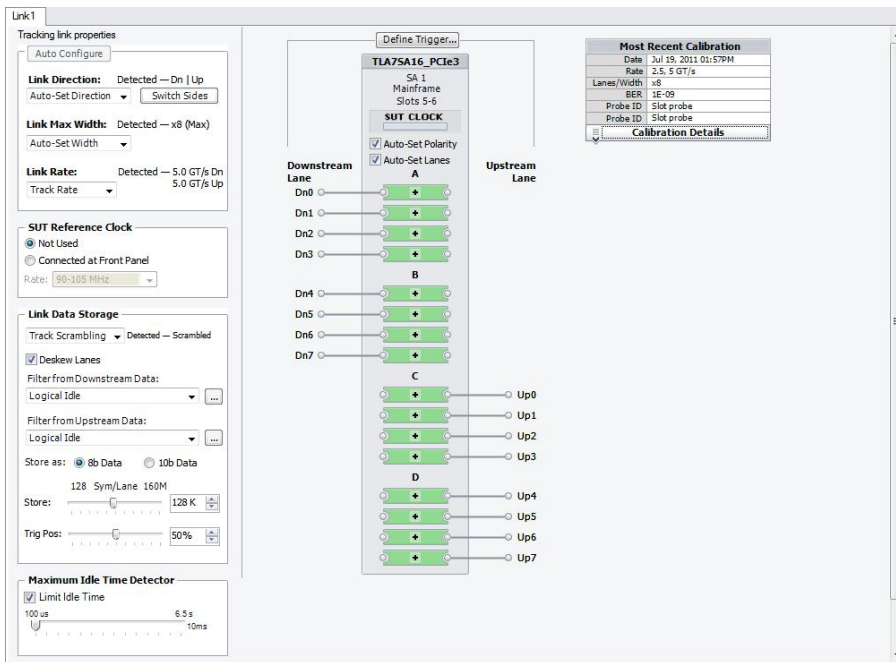 Link1
Tracking link properties
Auto Configure
Link Direction: Detected — Dn | Up
Auto-Set Direction Switch Sides
Link Max Width: Detected — x8 (Max)
Auto-Set Width
Link Rate: Detected — 5.0 GT/s Dn
5.0 GT/s Up
Track Rate
SUT Reference Clock
Not Used
Connected at Front Panel
Rate: 90-105 MHz
Link Data Storage
Track Scrambling Detected — Scrambled
Deskew Lanes
Filter from Downstream Data:
Logical Idle ...
Filter from Upstream Data:
Logical Idle ...
Store as: 8b Data 10b Data
128 Sym/Lane 160M
Store: 128 K
Trig Pos: 50%
Maximum Idle Time Detector
Limit Idle Time
100 us 6.5 s
10ms
Define Trigger...
TLA7SA16_PCIe3
SA 1
Mainframe
Slots 5-6
SUT CLOCK
Auto-Set Polarity
Auto-Set Lanes
Downstream
Lane
Upstream
Lane
A
Dn0 +
Dn1 +
Dn2 +
Dn3 +
B
Dn4 +
Dn5 +
Dn6 +
Dn7 +
C
+ Up0
+ Up1
+ Up2
+ Up3
D
+ Up4
+ Up5
+ Up6
+ Up7
Most Recent Calibration
Date Jul 19, 2011 01:57PM
Rate 2.5, 5 GT/s
Lanes/Width x8
BER 1E-09
Probe ID Slot probe
Probe ID Slot probe
Calibration Details